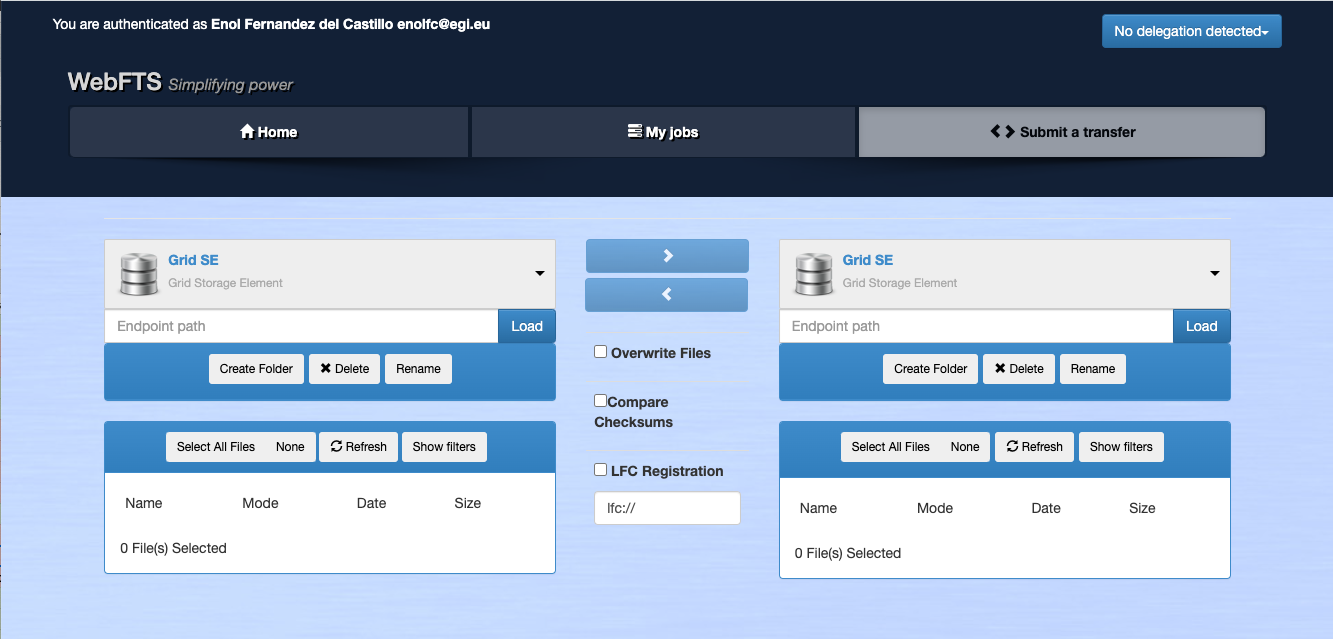 You are authenticated as Enol Fernandez del Castillo enolfc@egi.eu
No delegation detected
WebFTS Simplifying power
Home
My jobs
Submit a transfer
Grid SE
Grid Storage Element
Endpoint path
Load
Create Folder
Delete
Rename
Select All Files
None
Refresh
Show filters
Name Mode Date Size
0 File(s) Selected
Overwrite Files
Compare
Checksums
LFC Registration
lfc://
Grid SE
Grid Storage Element
Endpoint path
Load
Create Folder
Delete
Rename
Select All Files
None
Refresh
Show filters
Name Mode Date Size
0 File(s) Selected